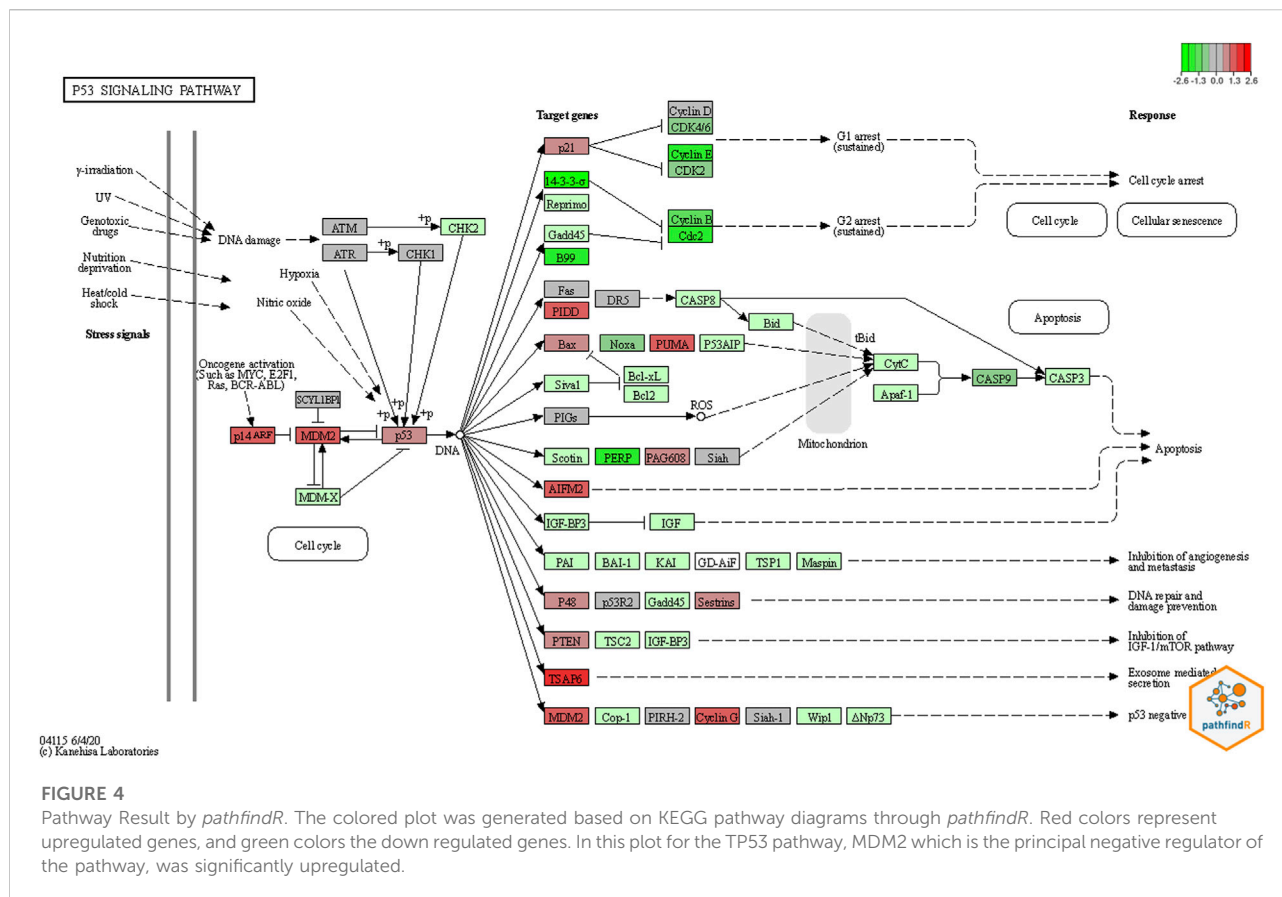 -2.6 -1.3 0.0 1.3 2.6
P53 SIGNALING PATHWAY
Target genes
Response
γ-irradiation
UV
Genotoxic
drugs
Nutrition
deprivation
Heat/cold
shock
Stress signals
DNA damage
ATM
+p
CHK2
ATR
+p
CHK1
Hypoxia
Nitric oxide
Oncogene activation
(Such as MYC, E2F1,
Ras, BCR-ABL)
SCYL1BP1
+p
+p
+p
p14ARF
MDM2
p53
DNA
MDM-X
Cell cycle
p21
Cyclin D
CDK4/6
Cyclin E
CDK2
G1 arrest
(sustained)
14-3-3-σ
Reprimo
Gadd45
B99
Cyclin B
Cdc2
G2 arrest
(sustained)
Cell cycle arrest
Cell cycle
Cellular senescence
Fas
PIDD
DR5
CASP8
Bid
tBid
Apoptosis
Bax
Noxa
PUMA
P53AIP
CytC
Siva1
Bcl-xL
Bcl2
Apaf-1
CASP9
CASP3
PIGs
ROS
Mitochondrion
Scotin
PERP
PAG608
Siah
Apoptosis
AIFM2
IGF-BP3
IGF
PAI
BAI-1
KAI
GD-AiF
TSP1
Maspin
Inhibition of angiogenesis
and metastasis
P48
p53R2
Gadd45
Sestrins
DNA repair and
damage prevention
PTEN
TSC2
IGF-BP3
Inhibition of
IGF-1/mTOR pathway
TSAP6
Exosome mediated
secretion
MDM2
Cop-1
PIRH-2
Cyclin G
Siah-1
Wip1
ΔNp73
p53 negative
pathfindR
04115 6/4/20
(c) Kanehisa Laboratories
FIGURE 4
Pathway Result by pathfindR. The colored plot was generated based on KEGG pathway diagrams through pathfindR. Red colors represent
upregulated genes, and green colors the down regulated genes. In this plot for the TP53 pathway, MDM2 which is the principal negative regulator of
the pathway, was significantly upregulated.